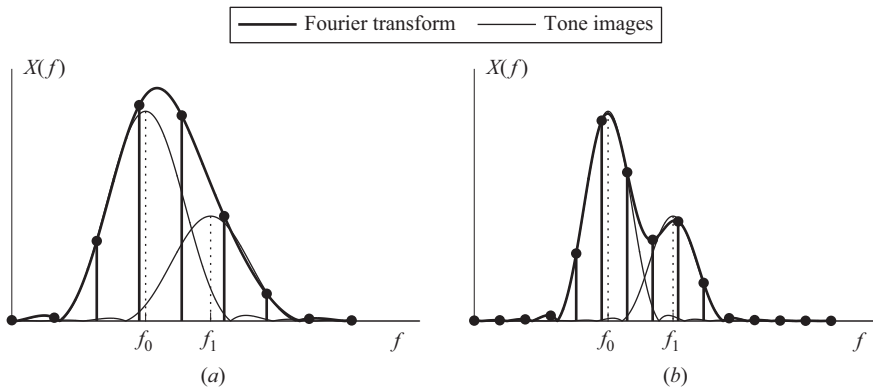 Fourier transform Tone images
X(f) X(f)
f0 f1 f f0 f1 f
(a) (b)